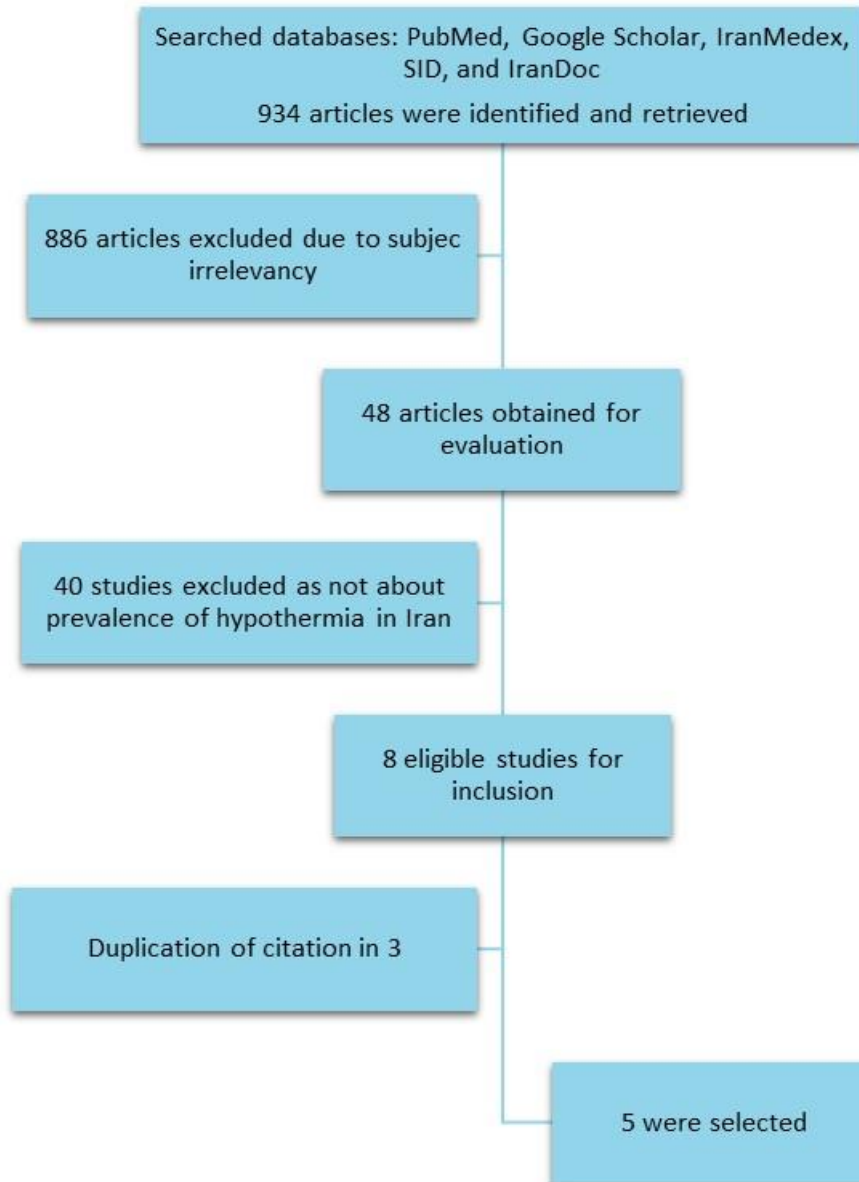 Searched databases: PubMed, Google Scholar, IranMedex,
SID, and IranDoc
934 articles were identified and retrieved
886 articles excluded due to subjec
irrelevancy
48 articles obtained for
evaluation
40 studies excluded as not about
prevalence of hypothermia in Iran
8 eligible studies for
inclusion
Duplication of citation in 3
5 were selected